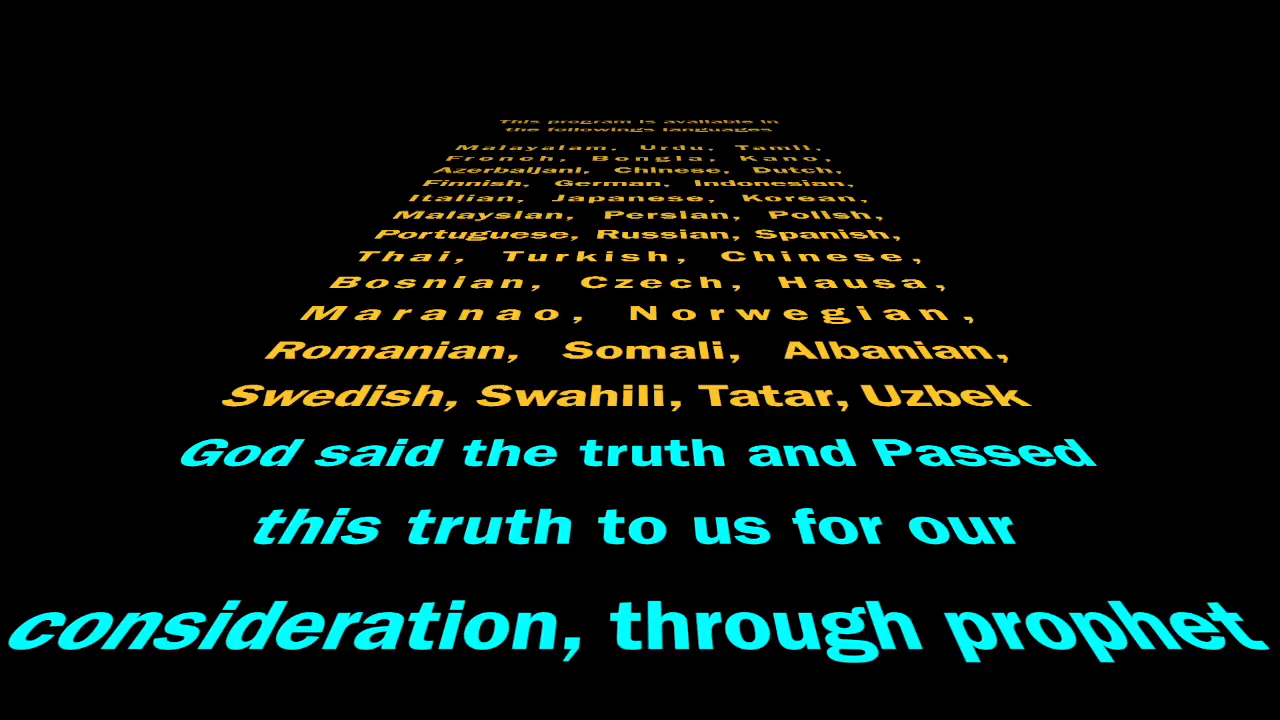 This program is available in
the followings languages
Malayalam, Urdu, Tamil,
French, Bangla, Kano,
Azerbaijani, Chinese, Dutch,
Finnish, German, Indonesian,
Italian, Japanese, Korean,
Malaysian, Persian, Polish,
Portuguese, Russian, Spanish,
Thai, Turkish, Chinese,
Bosnian, Czech, Hausa,
Maranao, Norwegian,
Romanian, Somali, Albanian,
Swedish, Swahili, Tatar, Uzbek
God said the truth and Passed
this truth to us for our
consideration, through prophet